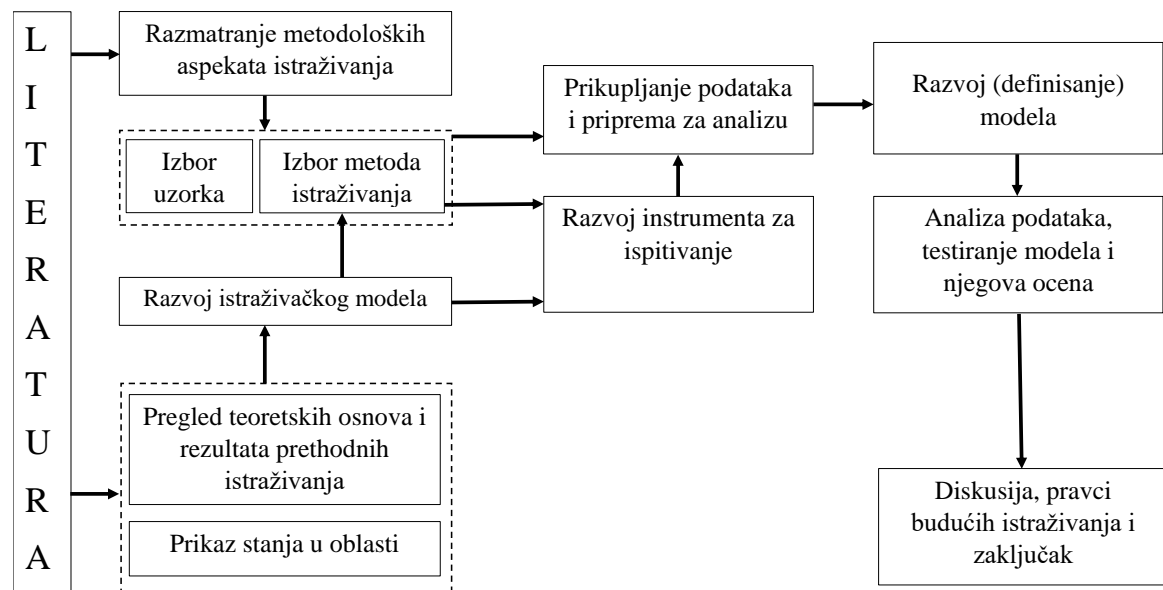 L
I
T
E
R
A
T
U
R
A
Razmatranje metodoloških
aspekata istraživanja
Izbor
uzorka
Izbor metoda
istraživanja
Razvoj istraživačkog modela
Pregled teoretskih osnova i
rezultata prethodnih
istraživanja
Prikaz stanja u oblasti
Prikupljanje podataka
i priprema za analizu
Razvoj instrumenta za
ispitivanje
Razvoj (definisanje)
modela
Analiza podataka,
testiranje modela i
njegova ocena
Diskusija, pravci
budućih istraživanja i
zaključak